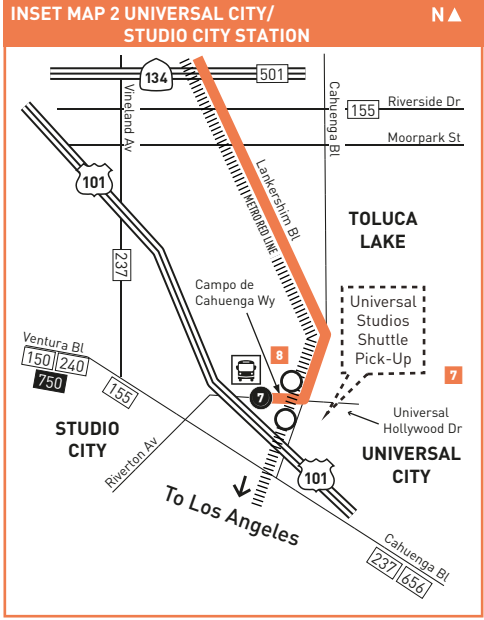 INSET MAP 2 UNIVERSAL CITY/
STUDIO CITY STATION
N
134
501
Vineland Av
Cahuenga Bl
155
Riverside Dr
Moorpark St
101
Lankershim Bl
METRO RED LINE
TOLUCA
LAKE
237
Campo de
Cahuenga Wy
Universal
Studios
Shuttle
Pick-Up
Ventura Bl
150
240
750
8
7
7
155
Universal
Hollywood Dr
STUDIO
CITY
Riverton Av
UNIVERSAL
CITY
101
To Los Angeles
Cahuenga Bl
237
656